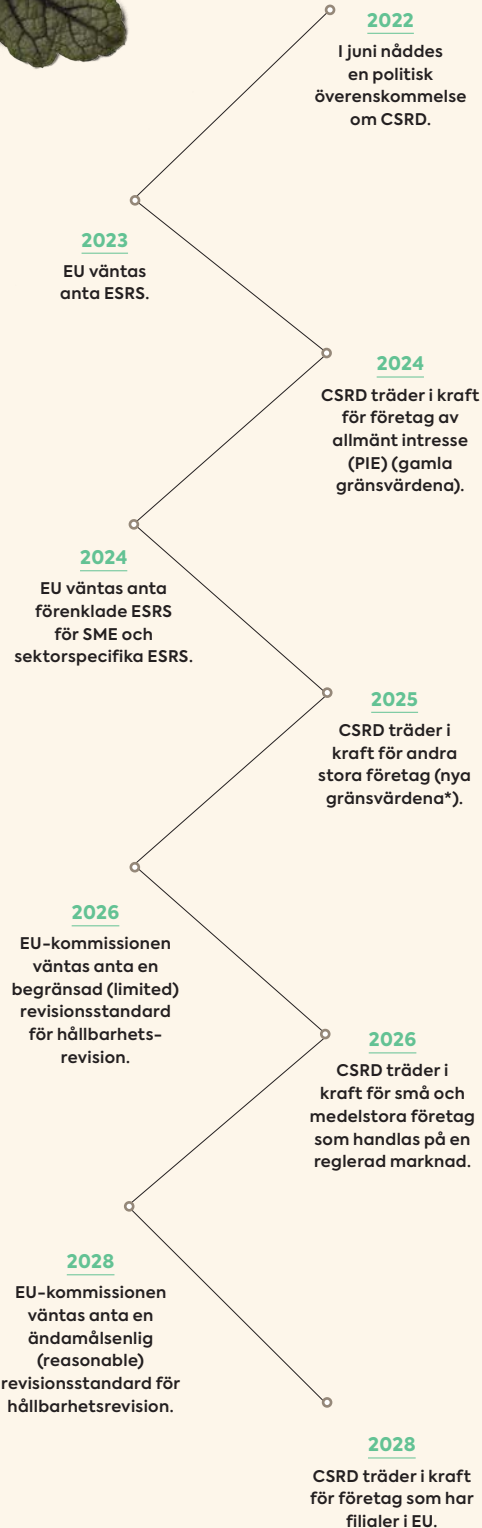 2022
I juni nåddes
en politisk
överenskommelse
om CSRD.
2023
EU väntas
anta ESRS.
2024
CSRD träder i kraft
för företag av
allmänt intresse
(PIE) (gamla
gränsvärdena).
2024
EU väntas anta
förenklade ESRS
för SME och
sektorspecifika ESRS.
2025
CSRD träder i
kraft för andra
stora företag (nya
gränsvärdena*).
2026
EU-kommissionen
väntas anta en
begränsad (limited)
revisionsstandard
för hållbarhets-
revision.
2026
CSRD träder i
kraft för små och
medelstora företag
som handlas på en
reglerad marknad.
2028
EU-kommissionen
väntas anta en
ändamålsenlig
(reasonable)
revisionsstandard för
hållbarhetsrevision.
2028
CSRD träder i kraft
för företag som har
filialer i EU.